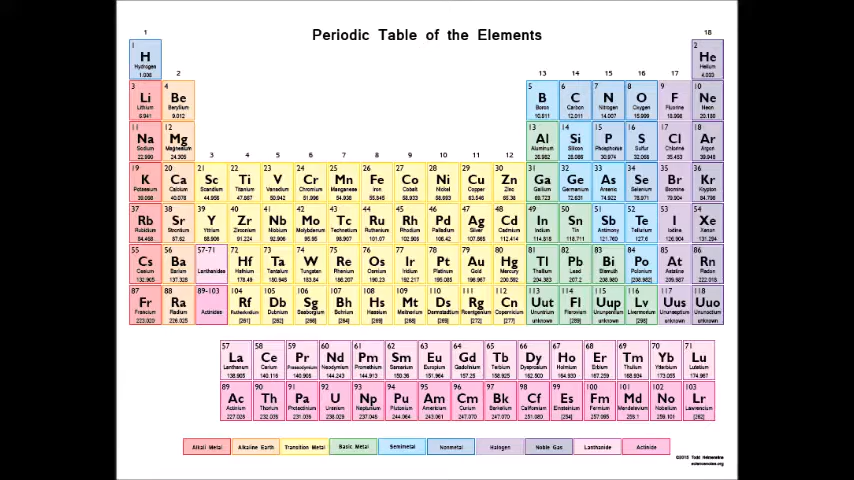 1
18
Periodic Table of the Elements
1 2
H He
Hydrogen Helium
1.008 4.003
2 13 14 15 16 17
3 4 5 6 7 8 9 10
Li Be B C N O F Ne
Lithium Beryllium Boron Carbon Nitrogen Oxygen Fluorine Neon
6.941 9.012 10.811 12.011 14.007 15.999 18.998 20.180
11 12 13 14 15 16 17 18
Na Mg Al Si P S Cl Ar
Sodium Magnesium Aluminum Silicon Phosphorus Sulfur Chlorine Argon
22.990 24.305 26.982 28.086 30.974 32.066 35.453 39.948
3 4 5 6 7 8 9 10 11 12
19 20 21 22 23 24 25 26 27 28 29 30 31 32 33 34 35 36
K Ca Sc Ti V Cr Mn Fe Co Ni Cu Zn Ga Ge As Se Br Kr
Potassium Calcium Scandium Titanium Vanadium Chromium Manganese Iron Cobalt Nickel Copper Zinc Gallium Germanium Arsenic Selenium Bromine Krypton
37 38 39 40 41 42 43 44 45 46 47 48 49 50 51 52 53 54
Rb Sr Y Zr Nb Mo Tc Ru Rh Pd Ag Cd In Sn Sb Te I Xe
Rubidium Strontium Yttrium Zirconium Niobium Molybdenum Technetium Ruthenium Rhodium Palladium Silver Cadmium Indium Tin Antimony Tellurium Iodine Xenon
55 56 57-71 72 73 74 75 76 77 78 79 80 81 82 83 84 85 86
Cs Ba Hf Ta W Re Os Ir Pt Au Hg Tl Pb Bi Po At Rn
Cesium Barium Lanthanides Hafnium Tantalum Tungsten Rhenium Osmium Iridium Platinum Gold Mercury Thallium Lead Bismuth Polonium Astatine Radon
87 88 89-103 104 105 106 107 108 109 110 111 112 113 114 115 116 117 118
Fr Ra Rf Db Sg Bh Hs Mt Ds Rg Cn Uut Fl Uup Lv Uus Uuo
Francium Radium Actinides Rutherfordium Dubnium Seaborgium Bohrium Hassium Meitnerium Darmstadtium Roentgenium Copernicium Ununtrium Flerovium Ununpentium Livermorium Ununseptium Ununoctium
57 58 59 60 61 62 63 64 65 66 67 68 69 70 71
La Ce Pr Nd Pm Sm Eu Gd Tb Dy Ho Er Tm Yb Lu
Lanthanum Cerium Praseodymium Neodymium Promethium Samarium Europium Gadolinium Terbium Dysprosium Holmium Erbium Thulium Ytterbium Lutetium
89 90 91 92 93 94 95 96 97 98 99 100 101 102 103
Ac Th Pa U Np Pu Am Cm Bk Cf Es Fm Md No Lr
Actinium Thorium Protactinium Uranium Neptunium Plutonium Americium Curium Berkelium Californium Einsteinium Fermium Mendelevium Nobelium Lawrencium
Alkali Metal Alkaline Earth Transition Metal Basic Metal Semimetal Nonmetal Halogen Noble Gas Lanthanide Actinide
©2015 Todd Helmenstine
sciencenotes.org